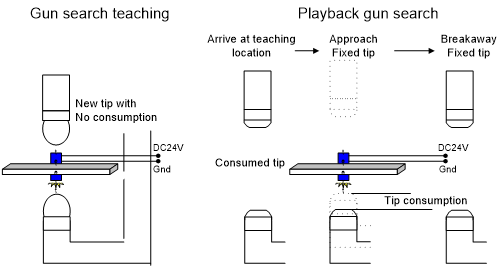 Gun search teaching
Playback gun search
Arrive at teaching
location
Approach
Fixed tip
Breakaway
Fixed tip
New tip with
No consumption
DC24V
Gnd
Consumed tip
DC24V
Gnd
Tip consumption